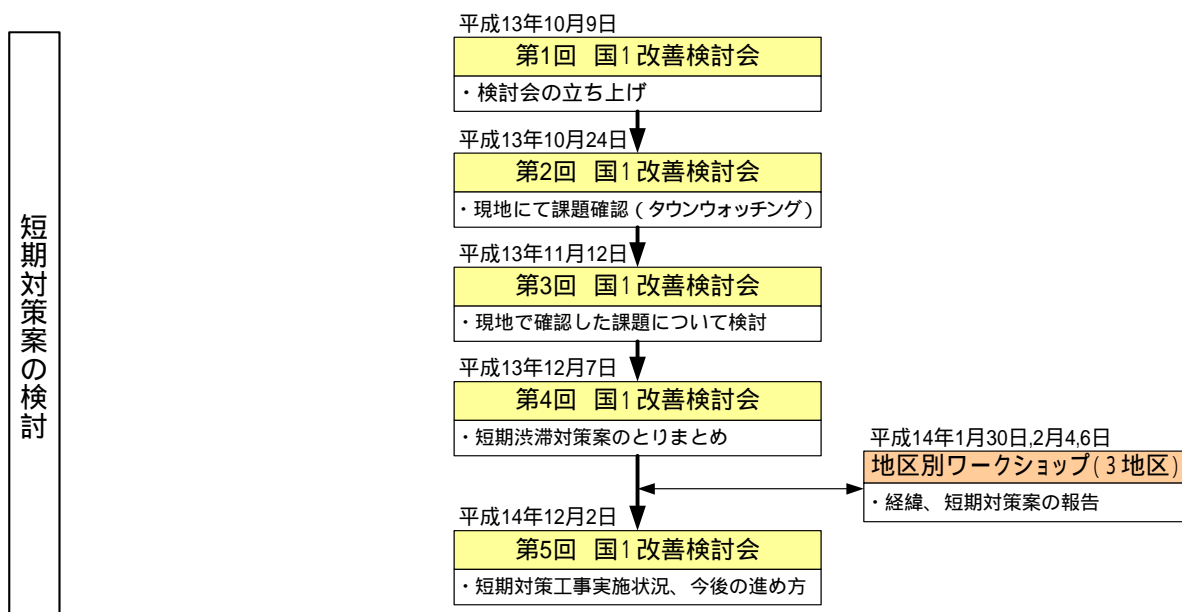 短期対策案の検討
平成13年10月9日
第1回 国1改善検討会
・検討会の立ち上げ
平成13年10月24日
第2回 国1改善検討会
・現地にて課題確認(タウンウォッチング)
平成13年11月12日
第3回 国1改善検討会
・現地で確認した課題について検討
平成13年12月7日
第4回 国1改善検討会
・短期渋滞対策案のとりまとめ
平成14年1月30日,2月4,6日
地区別ワークショップ(3地区)
・経緯、短期対策案の報告
平成14年12月2日
第5回 国1改善検討会
・短期対策工事実施状況、今後の進め方